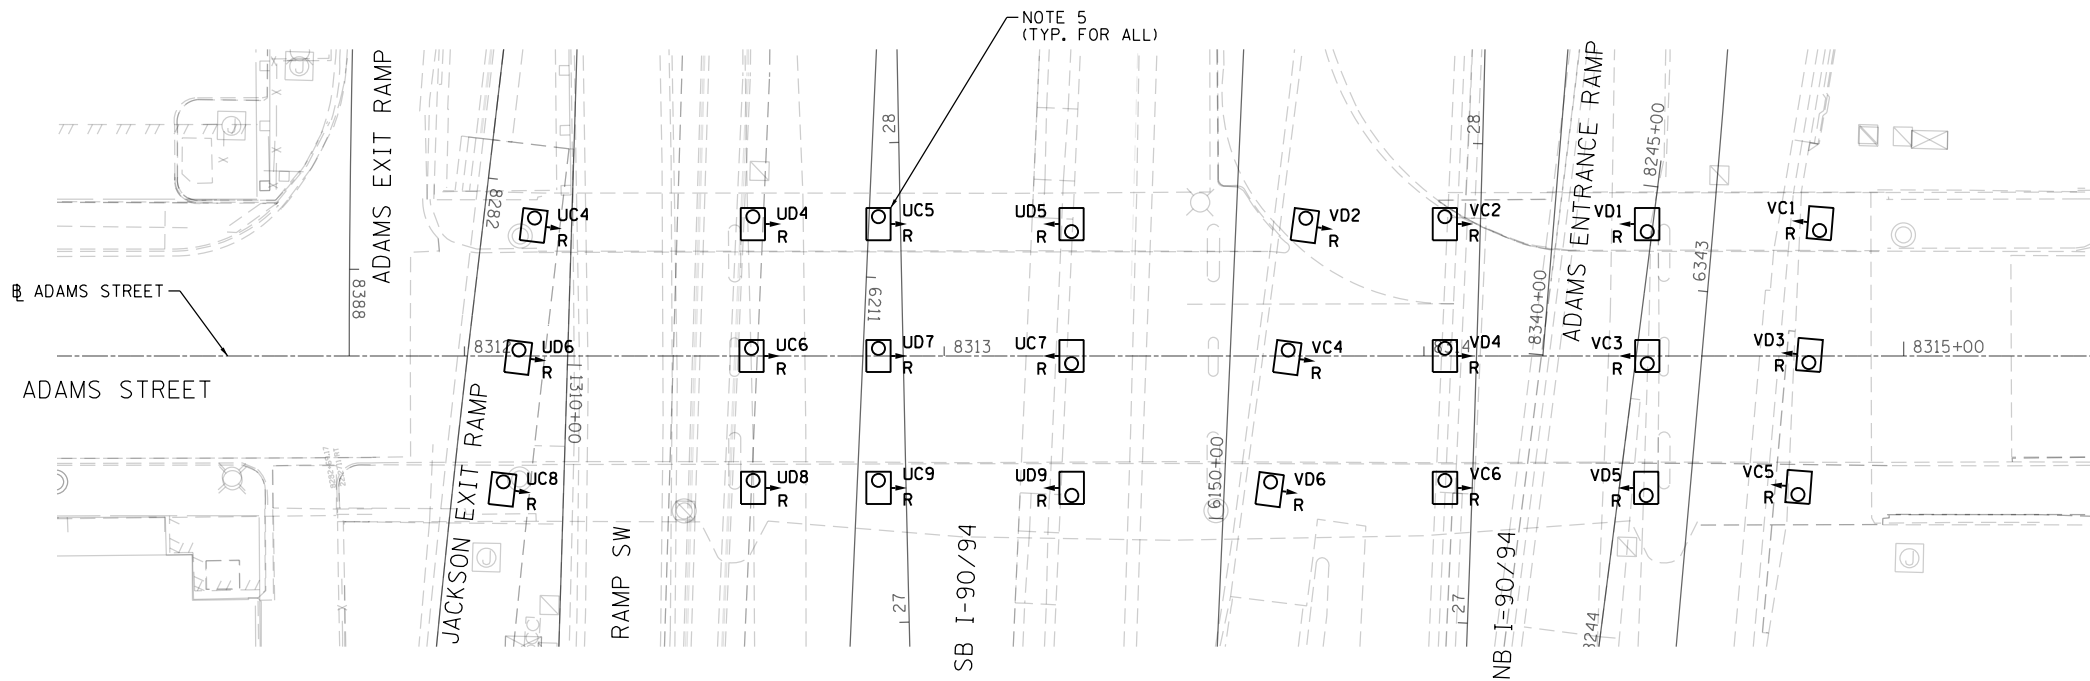 NOTE 5
(TYP. FOR ALL)
ADAMS EXIT RAMP
28
28
ADAMS ENTRANCE RAMP
8245+00
8282
UC4
R
UD4
R
UC5
R
UD5
R
VD2
R
VC2
R
VD1
R
VC1
R
8388
6211
6343
8340+00
ADAMS STREET
8312
8313
8315+00
UD6
R
UC6
R
UD7
R
UC7
R
VC4
R
VD4
R
VC3
R
VD3
R
ADAMS STREET
1310+00
JACKSON EXIT RAMP
RAMP SW
6150+00
UC8
R
UD8
R
UC9
R
UD9
R
VD6
R
VC6
R
VD5
R
VC5
R
27
27
SB I-90/94
NB I-90/94
8244